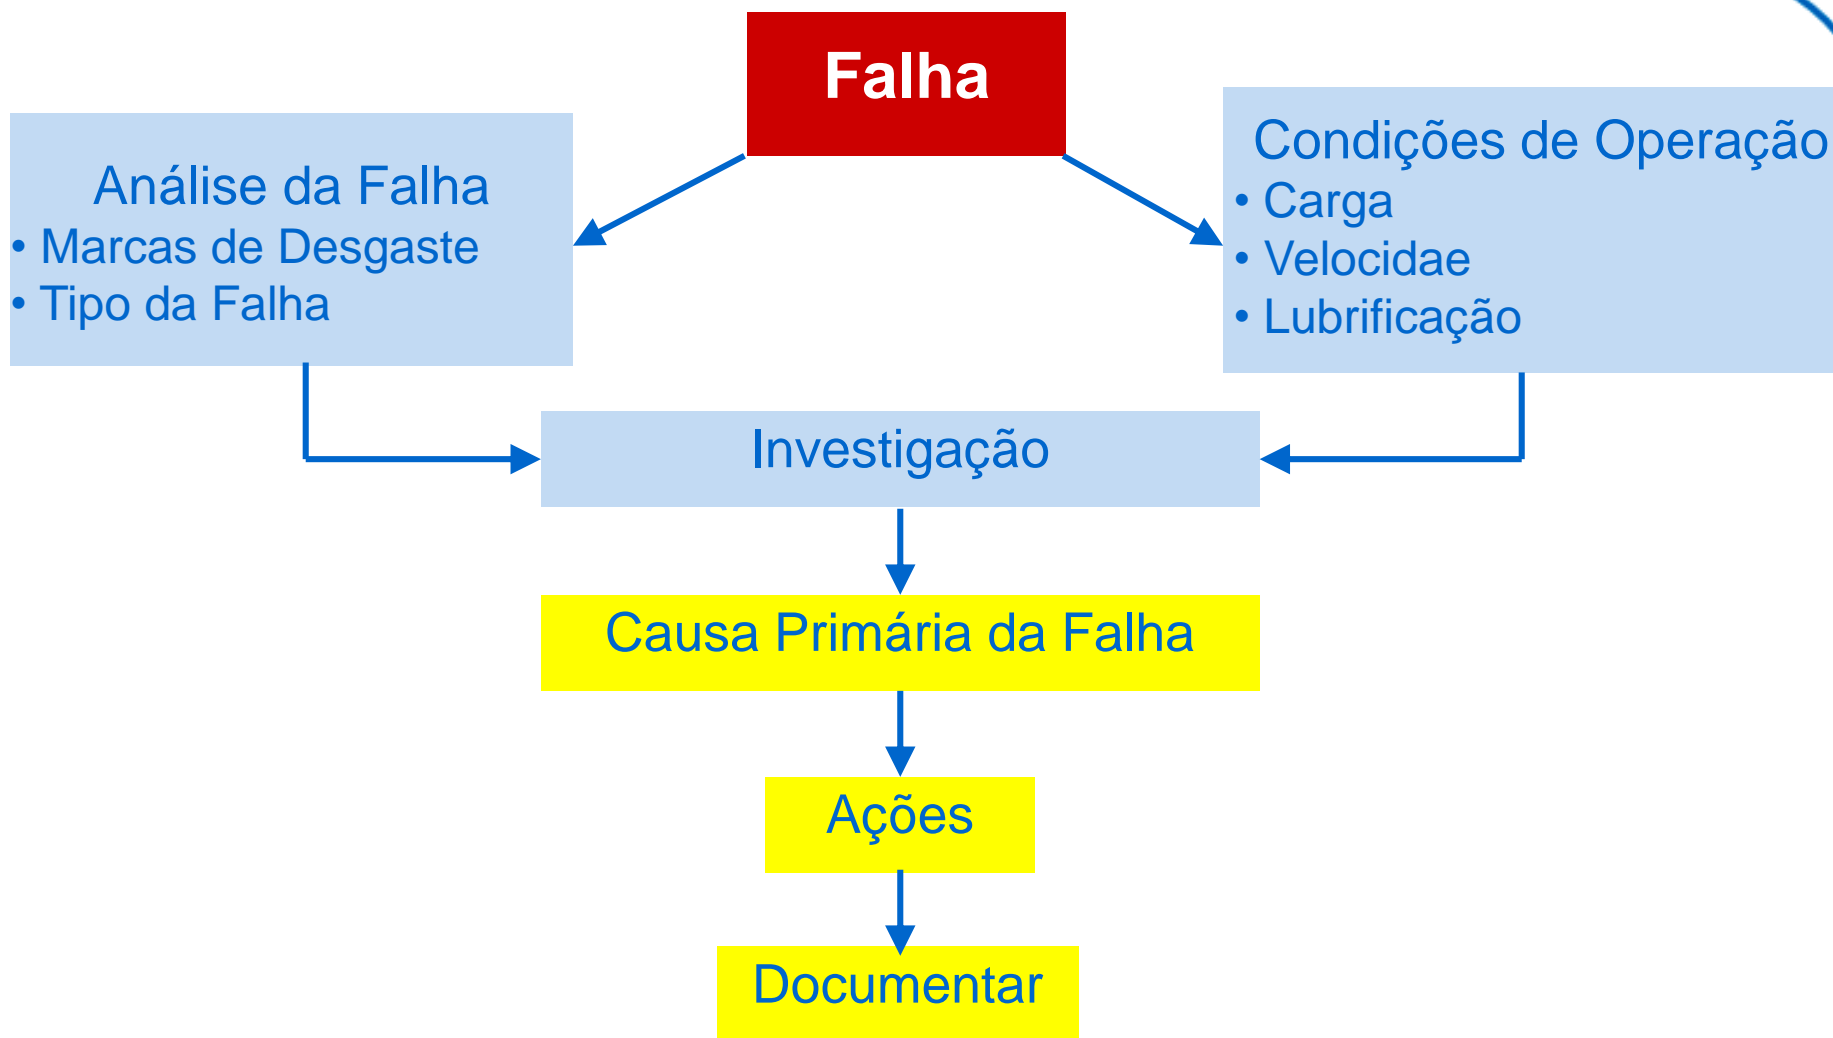 Falha
Análise da Falha
• Marcas de Desgaste
• Tipo da Falha
Condições de Operação
• Carga
• Velocidae
• Lubrificação
Investigação
Causa Primária da Falha
Ações
Documentar